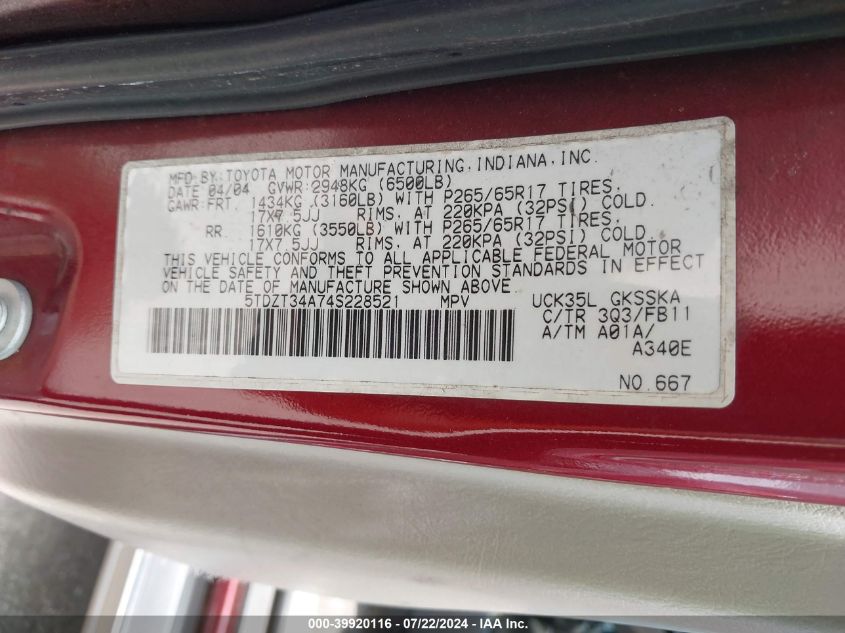 MFD.BY:TOYOTA MOTOR MANUFACTURING.INDIANA,INC.
DATE 04/04 GVWR:2948KG (6500LB)
GAWR:FRT. 1434KG (3160LB) WITH P265/65R17 TIRES.
17X7.5JJ RIMS. AT 220KPA (32PSI) COLD.
RR. 1610KG (3550LB) WITH P265/65R17 TIRES.
17X7.5JJ RIMS. AT 220KPA (32PSI) COLD.
THIS VEHICLE CONFORMS TO ALL APPLICABLE FEDERAL MOTOR
VEHICLE SAFETY AND THEFT PREVENTION STANDARDS IN EFFECT
ON THE DATE OF MANUFACTURE SHOWN ABOVE.
5TDZT34A74S228521 MPV UCK35L GKSSKA
C/TR 3Q3/FB11
A/TM A01A/
A340E
NO.667
000-39920116 - 07/22/2024 - IAA Inc.